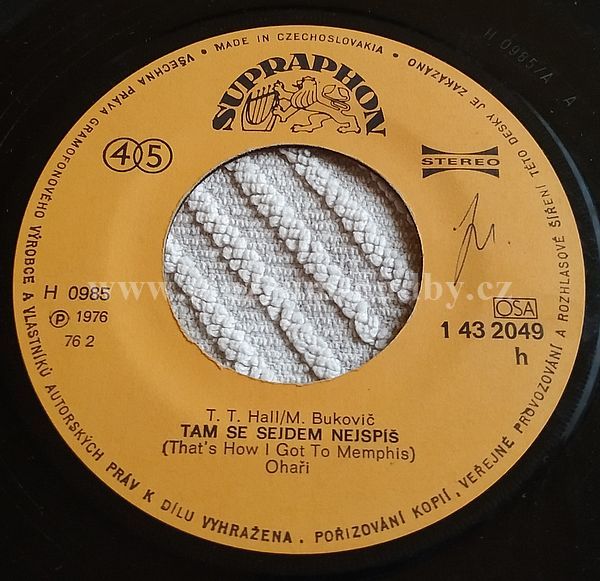 VŠECHNA PRÁVA GRAMOFONOVÉHO VÝROBCE A VLASTNÍKŮ AUTORSKÝCH PRÁV K DÍLU VYHRAŽENA. POŘIZOVÁNÍ KOPIÍ, VEŘEJNÉ PROVOZOVÁNÍ A ROZHLASOVÉ ŠÍŘENÍ TÉTO DESKY JE ZAKÁZÁNO • MADE IN CZECHOSLOVAKIA •
H 0985/A A
SUPRAPHON
45
STEREO
H 0985
Ⓟ 1976
76 2
OSA
1 43 2049
h
T. T. Hall/M. Bukovič
TAM SE SEJDEM NEJSPÍŠ
(That's How I Got To Memphis)
Ohaři